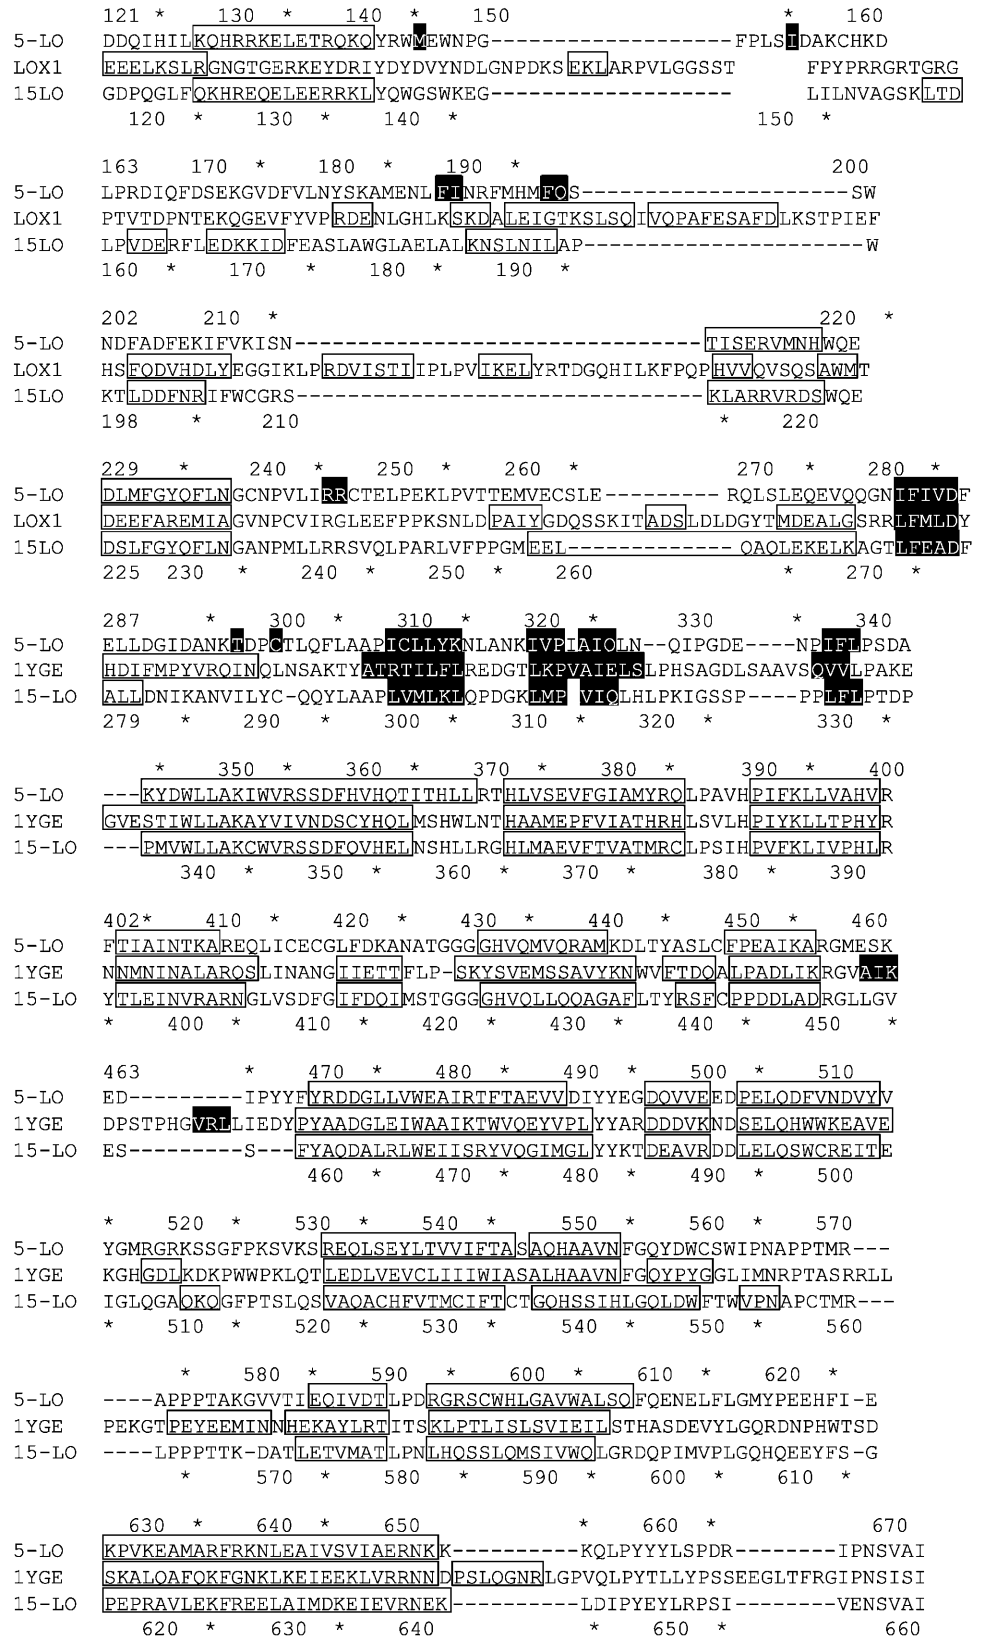 121 * 130 * 140 * 150 * 160
5-LO DDQIHILKQHRRKELETRQKQYRWMEWNPG-------------------FPLSIDAKCHKD
LOX1 EEELKSLRGNGTGERKEYDRIYDYDVYNDLGNPDKSEKLARPVLGGSST FPYPRRGRTGRG
15LO GDPQGLFQKHREQELEERRKLYQWGSWKEG------------------- LILNVAGSKLTD
120 * 130 * 140 * 150 *
163 170 * 180 * 190 * 200
5-LO LPRDIQFDSEKGVDFVLNYSKAMENLFINRFMHMFQS---------------------SW
LOX1 PTVTDPNTEKQGEVFYVPRDENLGHLKSKDALEIGTKSLSQIVQPAFESAFDLKSTPIEF
15LO LPVDERFLEDKKIDFEASLAWGLAELALKNSLNILAP----------------------W
160 * 170 * 180 * 190 *
202 210 * 220 *
5-LO NDFADFEKIFVKISN--------------------------------TISERVMNHWQE
LOX1 HSFQDVHDLYEGGIKLPRDVISTIIPLPVIKELYRTDGQHILKFPQPHVVQVSQSAWMT
15LO KTLDDFNRIFWCGRS--------------------------------KLARRVRDSWQE
198 * 210 * 220
229 * 240 * 250 * 260 * 270 * 280 *
5-LO DLMFGYQFLNGCNPVLIRRCTELPEKLPVTTEMVECSLE---------RQLSLEQEVQQGNIFIVDF
LOX1 DEEFAREMIAGVNPCVIRGLEEFPPKSNLDPAIYGDQSSKITADSLDLDGYTMDEALGSRRLFMLDY
15LO DSLFGYQFLNGANPMLLRRSVQLPARLVFPPGMEEL-------------QAQLEKELKAGTLFEADF
225 230 * 240 * 250 * 260 * 270 *
287 * 300 * 310 * 320 * 330 * 340
5-LO ELLDGIDANKTDPCTLQFLAAPICLLYKNLANKIVPIAIQLN--QIPGDE----NPIFLPSDA
1YGE HDIFMPYVRQINQLNSAKTYATRTILFLREDGTLKPVAIELSLPHSAGDLSAAVSQVVLPAKE
15-LO ALLDNIKANVILYC-QQYLAAPLVMLKLQPDGKLMP VIQLHLPKIGSSP----PPLFLPTDP
279 * 290 * 300 * 310 * 320 * 330 *
350 * 360 * 370 * 380 * 390 * 400
5-LO ---KYDWLLAKIWVRSSDFHVHQTITHLLRTHLVSEVFGIAMYRQLPAVHPIFKLLVAHVR
1YGE GVESTIWLLAKAYVIVNDSCYHQLMSHWLNTHAAMEPFVIATHRHLSVLHPIYKLLTPHYR
15-LO ---PMVWLLAKCWVRSSDFQVHELNSHLLRGHLMAEVFTVATMRCLPSIHPVFKLIVPHLR
340 * 350 * 360 * 370 * 380 * 390
402* 410 * 420 * 430 * 440 * 450 * 460
5-LO FTIAINTKAREQLICECGLFDKANATGGGGHVQMVQRAMKDLTYASLCFPEAIKARGMESK
1YGE NNMNINALARQSLINANGIIETTFLP-SKYSVEMSSAVYKNWVFTDQALPADLIKRGVAIK
15-LO YTLEINVRARNGLVSDFGIFDQIMSTGGGGHVQLLQQAGAFLTYRSFCPPDDLADRGLLGV
* 400 * 410 * 420 * 430 * 440 * 450 *
463 * 470 * 480 * 490 * 500 * 510
5-LO ED---------IPYYFYRDDGLLVWEAIRTFTAEVVDIYYEGDQVVEEDPELQDFVNDVYV
1YGE DPSTPHGVRLLIEDYPYAADGLEIWAAIKTWVQEYVPLYYARDDDVKNDSELQHWWKEAVE
15-LO ES---------S---FYAQDALRLWEIISRYVQGIMGLYYKTDEAVRDDLELQSWCREITE
460 * 470 * 480 * 490 * 500
* 520 * 530 * 540 * 550 * 560 * 570
5-LO YGMRGRKSSGFPKSVKSREQLSEYLTVVIFTASAQHAAVNFGQYDWCSWIPNAPPTMR---
1YGE KGHGDLKDKPWWPKLQTLEDLVEVCLIIIWIASALHAAVNFGQYPYGGLIMNRPTASRRLL
15-LO IGLQGAQKQGFPTSLQSVAQACHFVTMCIFTCTGQHSSIHLGQLDWFTWVPNAPCTMR---
* 510 * 520 * 530 * 540 * 550 * 560
* 580 * 590 * 600 * 610 * 620 *
5-LO ----APPPTAKGVVTIEQIVDTLPDRGRSCWHLGAVWALSQFQENELFLGMYPEEHFI-E
1YGE PEKGTPEYEEMINNHEKAYLRTITSKLPTLISLSVIEILSTHASDEVYLGQRDNPHWTSD
15-LO ----LPPPTTK-DATLETVMATLPNLHQSSLQMSIVWQLGRDQPIMVPLGQHQEEYFS-G
* 570 * 580 * 590 * 600 * 610 *
630 * 640 * 650 * 660 * 670
5-LO KPVKEAMARFRKNLEAIVSVIAERNKK----------KQLPYYYLSPDR--------IPNSVAI
1YGE SKALQAFQKFGNKLKEIEEKLVRRNNDPSLQGNRLGPVQLPYTLLYPSSEEGLTFRGIPNSISI
15-LO PEPRAVLEKFREELAIMDKEIEVRNEK----------LDIPYEYLRPSI--------VENSVAI
620 * 630 * 640 * 650 * 660